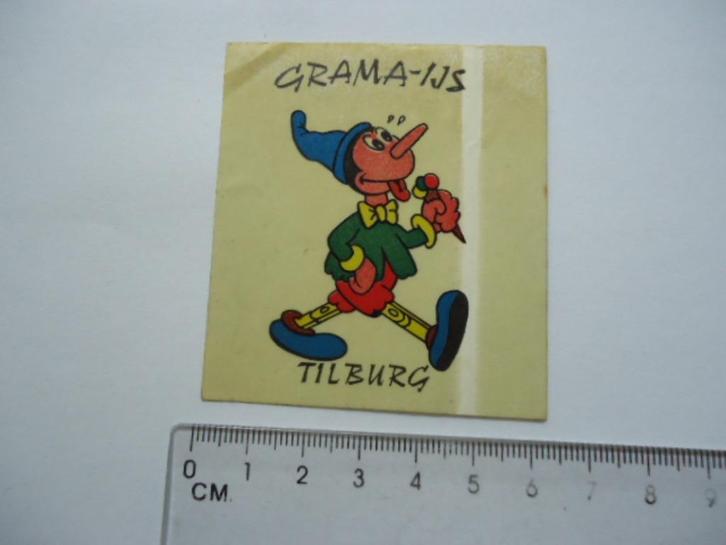 GRAMA-IJS
TILBURG
0 1 2 3 4 5 6 7 8 9
CM